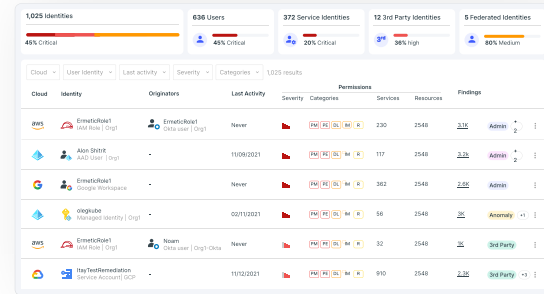 1,025 Identities
45% Critical
636 Users
45% Critical
372 Service Identities
20% Critical
12 3rd Party Identities
3rd
36% high
5 Federated Identities
80% Medium
Cloud
User Identity
Last activity
Severity
Categories
1,025 results
Permissions
Cloud
Identity
Originators
Last Activity
Severity
Categories
Services
Resources
Findings
aws
ErmeticRole1
IAM Role | Org1
ErmeticRole1
Okta user | Org1
Never
PM PE DL IM R
230
2548
3.1K
Admin
+
2
Alon Shitrit
AAD User | Org1
-
11/09/2021
PM PE DL IM R
117
2548
3.2k
Admin
+
2
ErmeticRole1
Google Workspace
-
Never
PM PE DL IM R
362
2548
2.6K
Admin
olegkube
Managed Identity | Org1
-
02/11/2021
PM PE DL IM R
56
2548
3K
Anomaly
+1
aws
ErmeticRole1
IAM Role | Org1
Noam
Okta user | Org1-Okta
Never
PM PE DL IM R
32
2548
1K
3rd Party
ItayTestRemediation
Service Account| GCP
-
11/12/2021
PM PE DL IM R
910
2548
2.3K
3rd Party
+3